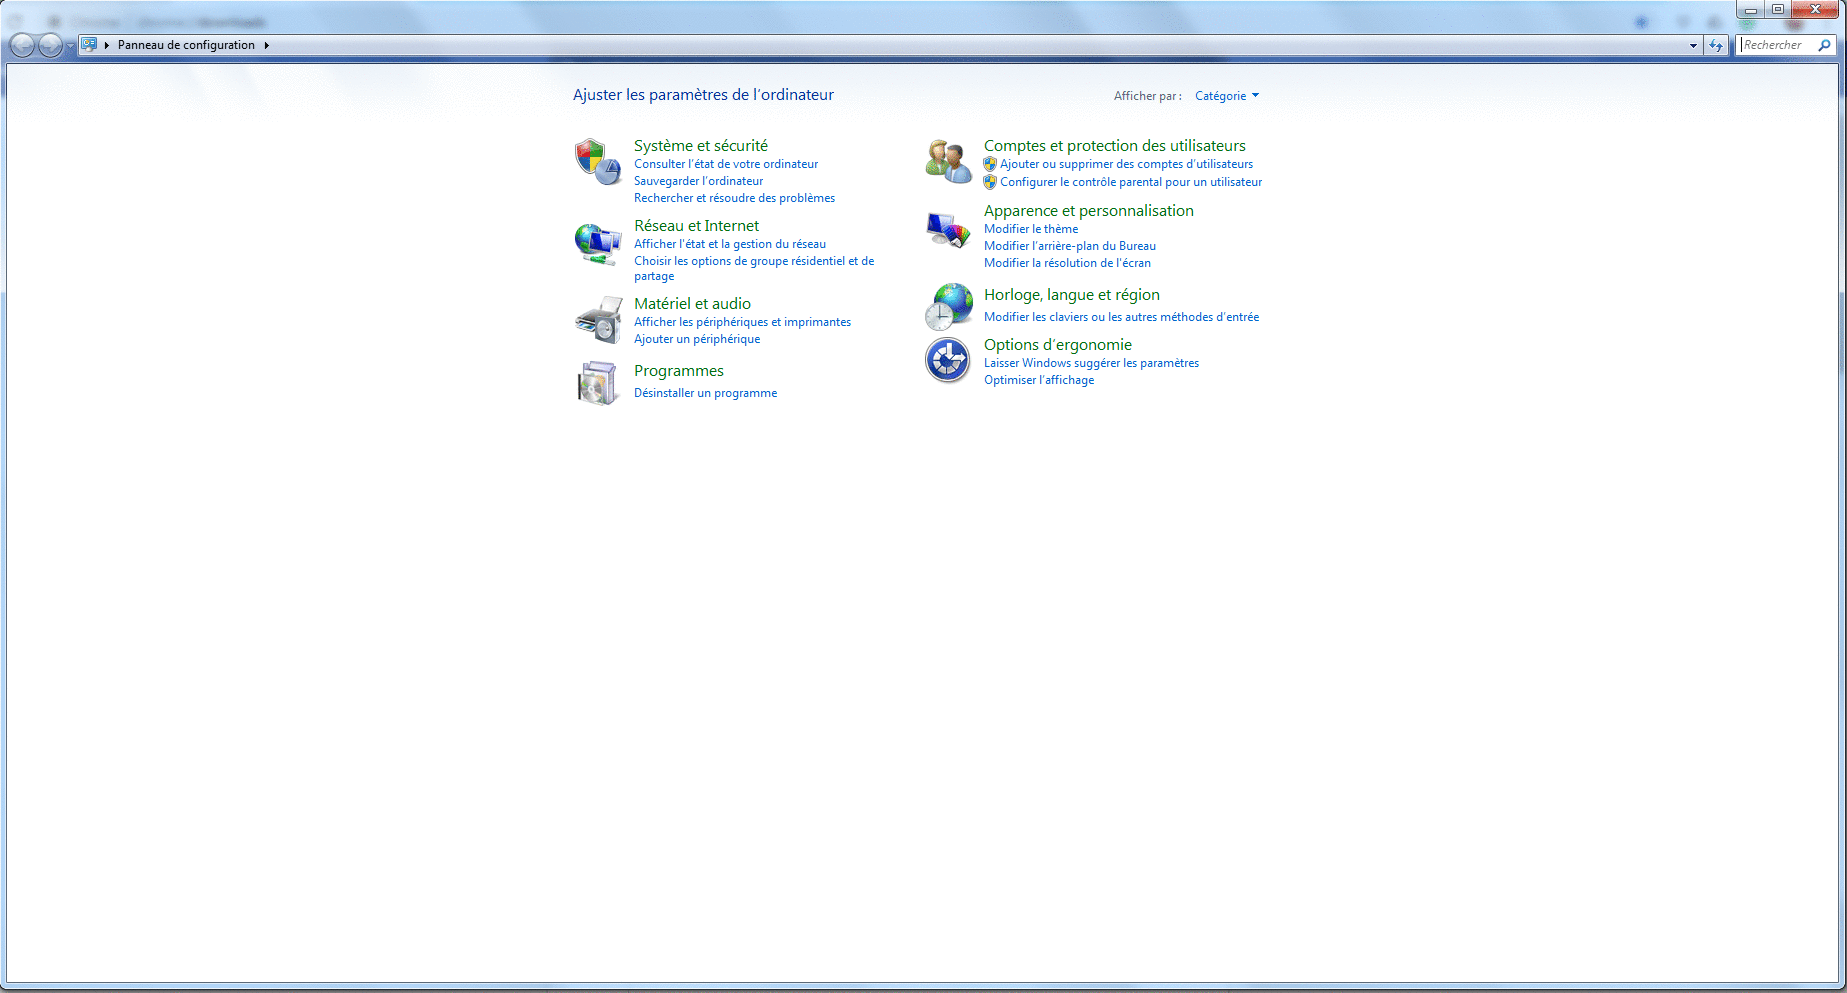 Panneau de configuration
Rechercher
Ajuster les paramètres de l'ordinateur
Afficher par : Catégorie
Système et sécurité
Consulter l'état de votre ordinateur
Sauvegarder l'ordinateur
Rechercher et résoudre des problèmes
Réseau et Internet
Afficher l'état et la gestion du réseau
Choisir les options de groupe résidentiel et de
partage
Matériel et audio
Afficher les périphériques et imprimantes
Ajouter un périphérique
Programmes
Désinstaller un programme
Comptes et protection des utilisateurs
Ajouter ou supprimer des comptes d'utilisateurs
Configurer le contrôle parental pour un utilisateur
Apparence et personnalisation
Modifier le thème
Modifier l'arrière-plan du Bureau
Modifier la résolution de l'écran
Horloge, langue et région
Modifier les claviers ou les autres méthodes d'entrée
Options d'ergonomie
Laisser Windows suggérer les paramètres
Optimiser l'affichage